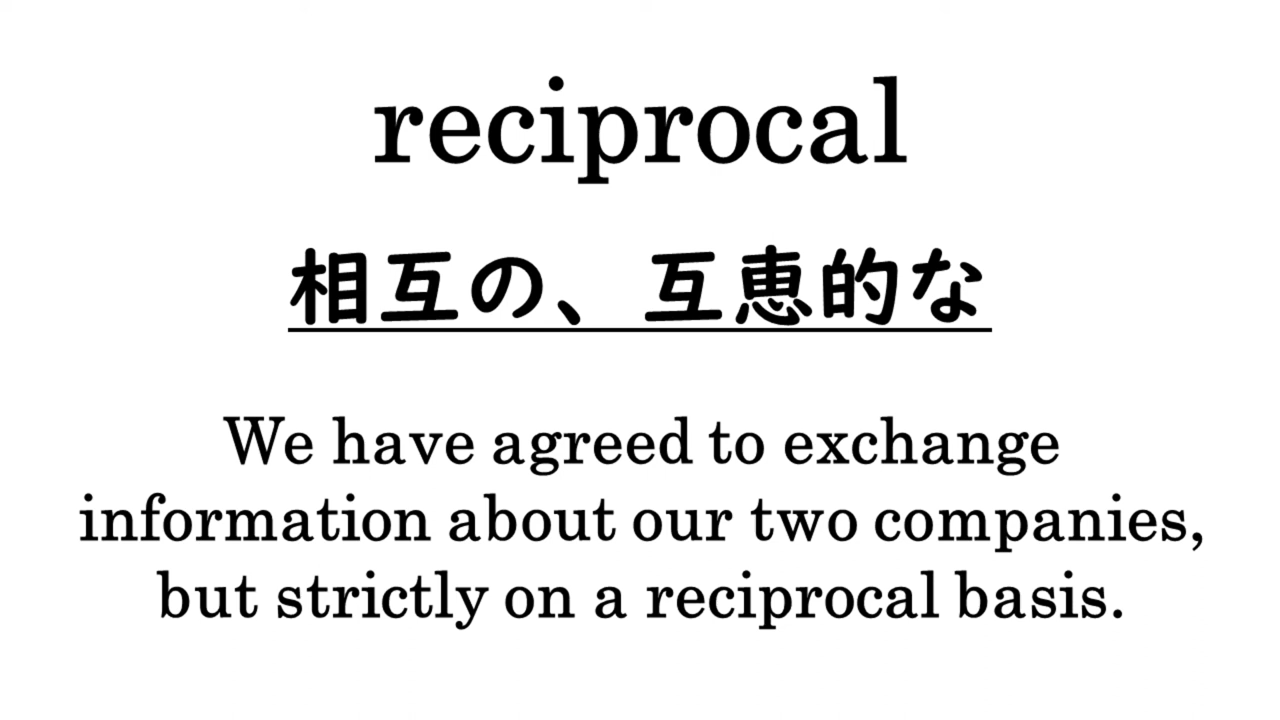 reciprocal
相互の、互恵的な
We have agreed to exchange
information about our two companies,
but strictly on a reciprocal basis.